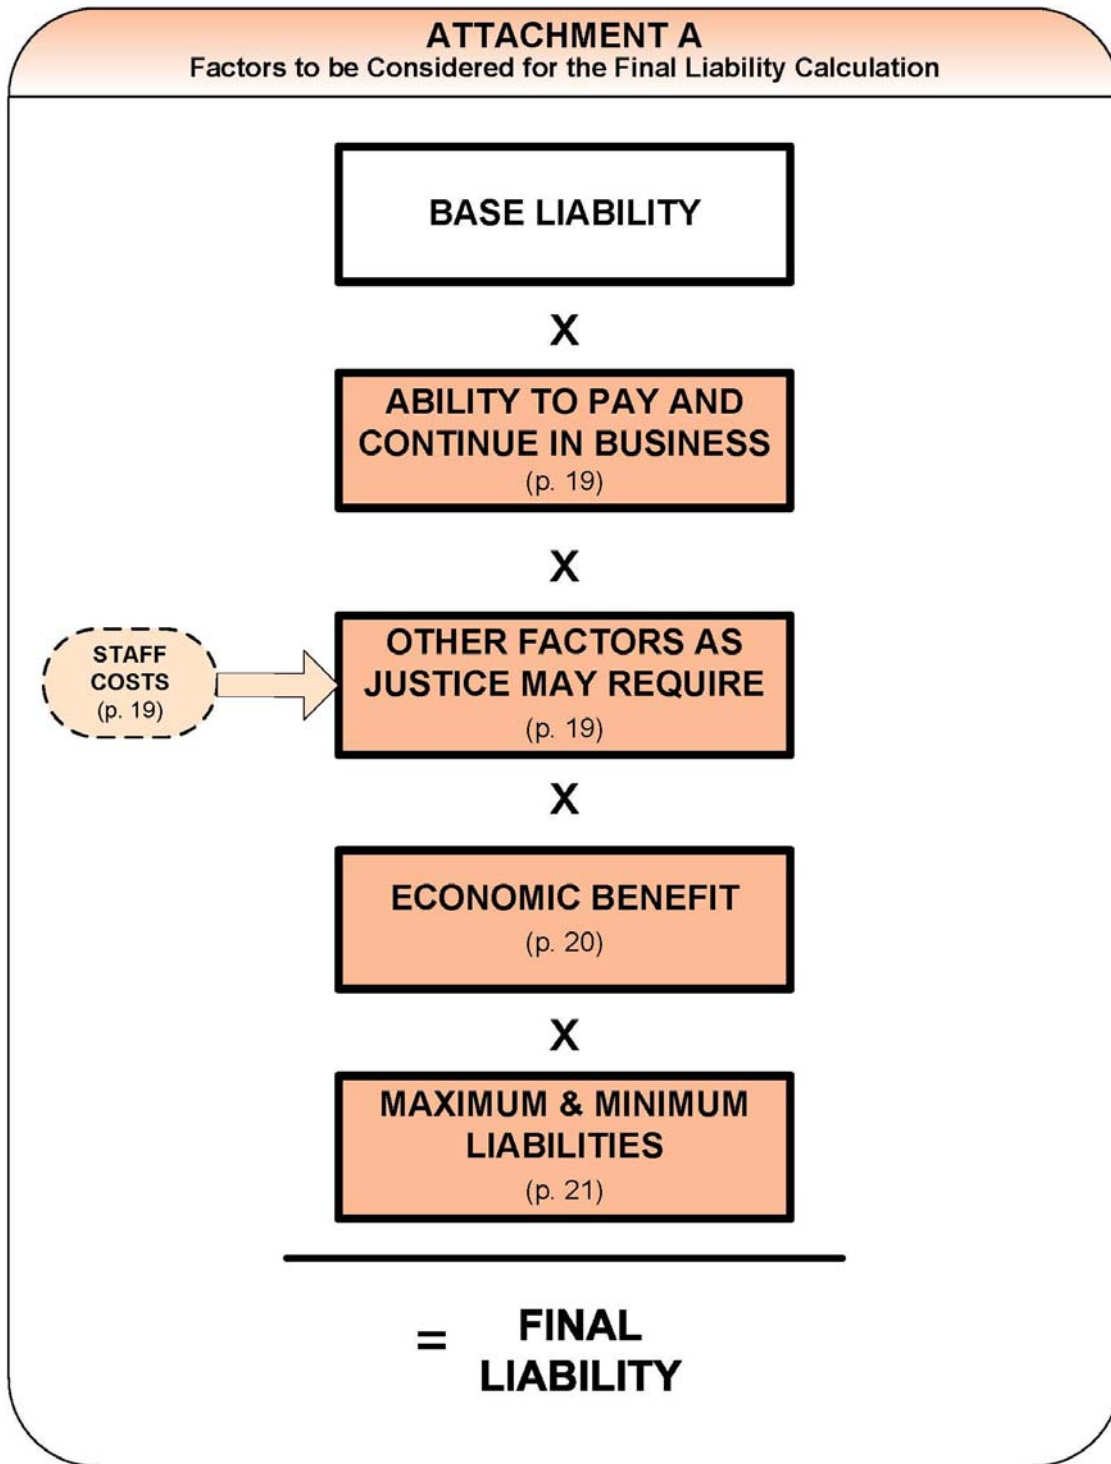 ATTACHMENT A
Factors to be Considered for the Final Liability Calculation
BASE LIABILITY
X
ABILITY TO PAY AND
CONTINUE IN BUSINESS
(p. 19)
X
STAFF
COSTS
(p. 19)
OTHER FACTORS AS
JUSTICE MAY REQUIRE
(p. 19)
X
ECONOMIC BENEFIT
(p. 20)
X
MAXIMUM & MINIMUM
LIABILITIES
(p. 21)
= FINAL
LIABILITY